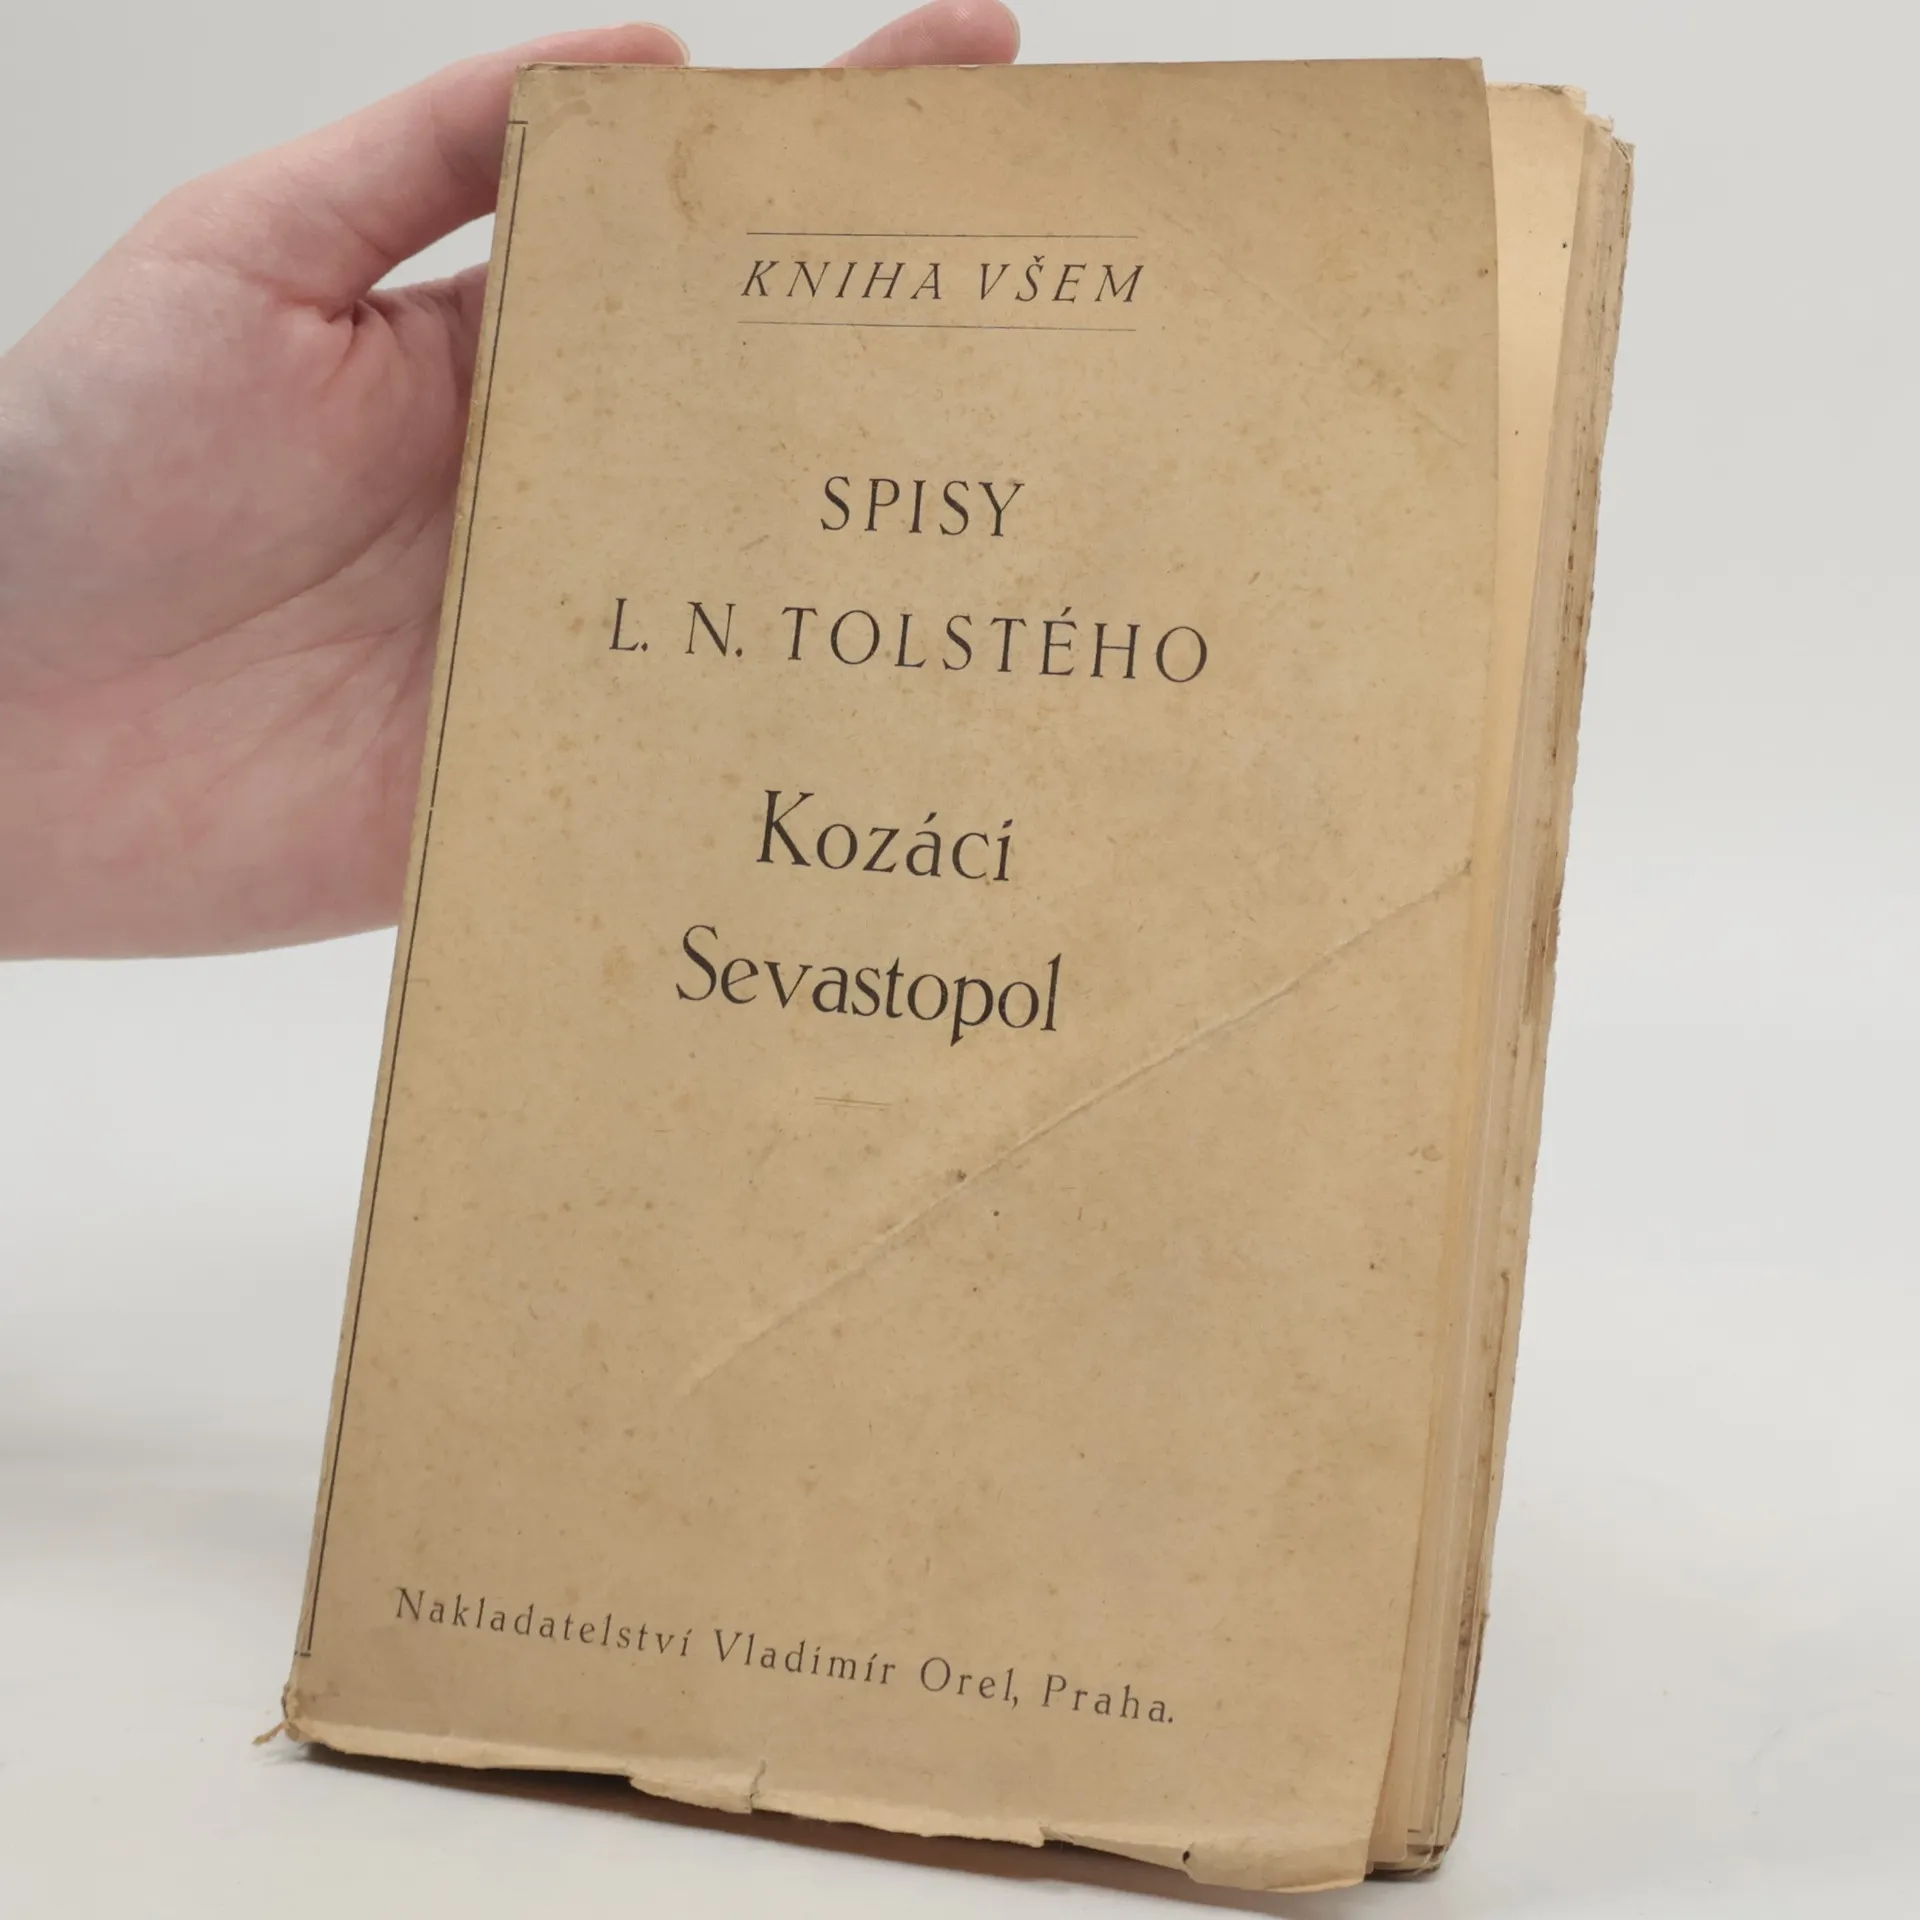 KNIHA VŠEM
SPISY
L. N. TOLSTÉHO
Kozáci
Sevastopol
Nakladatelství Vladimír Orel, Praha.